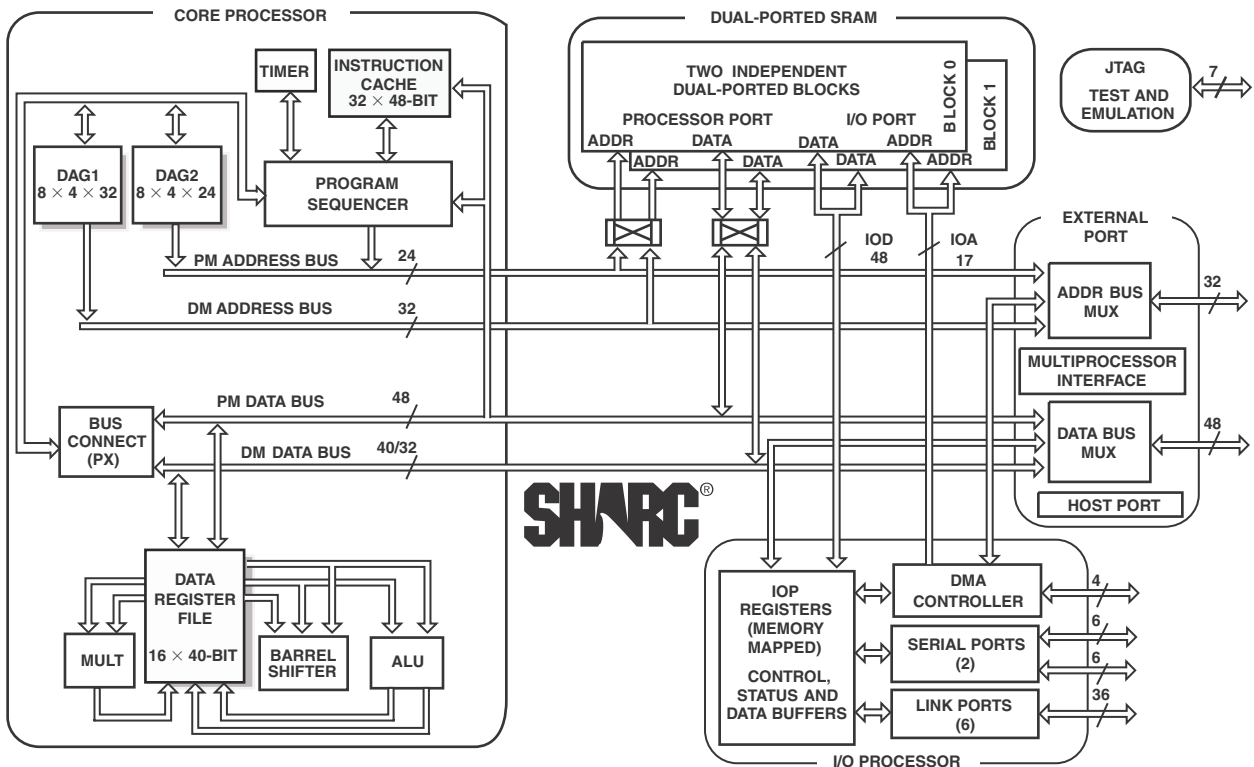 CORE PROCESSOR
TIMER
INSTRUCTION
CACHE
32 × 48-BIT
DAG1
8 × 4 × 32
DAG2
8 × 4 × 24
PROGRAM
SEQUENCER
PM ADDRESS BUS
24
DM ADDRESS BUS
32
PM DATA BUS
48
BUS
CONNECT
(PX)
DM DATA BUS
40/32
DATA
REGISTER
FILE
16 × 40-BIT
MULT
BARREL
SHIFTER
ALU
DUAL-PORTED SRAM
TWO INDEPENDENT
DUAL-PORTED BLOCKS
BLOCK 0
BLOCK 1
PROCESSOR PORT
I/O PORT
ADDR
DATA
DATA
ADDR
ADDR
DATA
DATA
ADDR
IOD
48
IOA
17
JTAG
TEST AND
EMULATION
7
EXTERNAL
PORT
ADDR BUS
MUX
32
MULTIPROCESSOR
INTERFACE
DATA BUS
MUX
48
HOST PORT
SHARC®
IOP
REGISTERS
(MEMORY
MAPPED)
CONTROL,
STATUS AND
DATA BUFFERS
DMA
CONTROLLER
4
SERIAL PORTS
(2)
6
6
LINK PORTS
(6)
36
I/O PROCESSOR